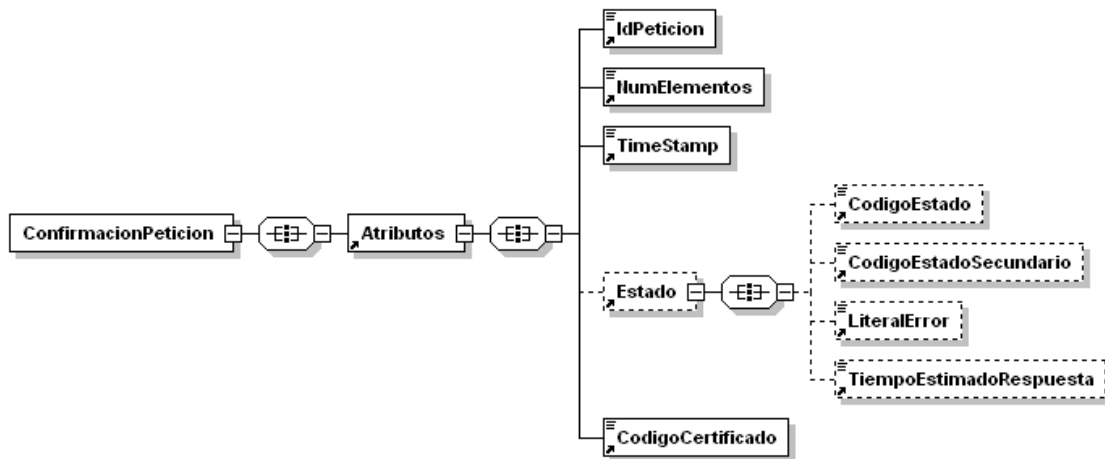 IdPeticion
NumElementos
TimeStamp
ConfirmacionPeticion
Atributos
Estado
CodigoEstado
CodigoEstadoSecundario
LiteralError
TiempoEstimadoRespuesta
CodigoCertificado